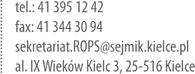 tel.: 41 395 12 42
fax: 41 344 30 94
sekretariat.ROPS@sejmik.kielce.pl
al. IX Wieków Kielc 3, 25-516 Kielce